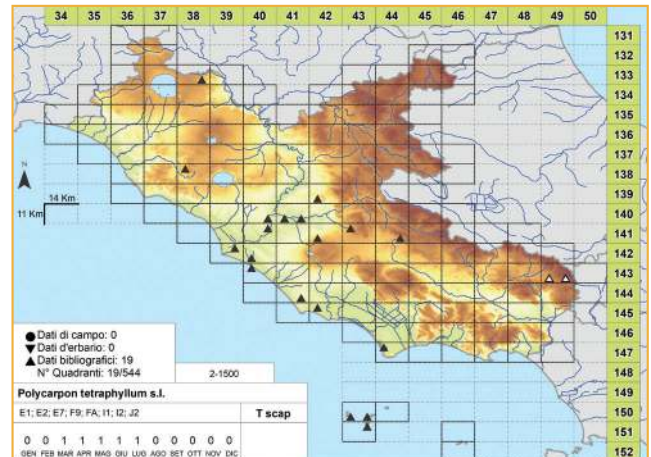 34 35 36 37 38 39 40 41 42 43 44 45 46 47 48 49 50
131
132
133
134
135
136
137
138
139
140
141
142
143
144
145
146
147
150
151
152
N
14 Km
11 Km
Dati di campo: 0
Dati d'erbario: 0
Dati bibliografici: 19
N° Quadranti: 19/544
2-1500
Polycarpon tetraphyllum s.l.
E1; E2; E7; F9; FA; I1; I2; J2
T scap
0 0 1 1 1 1 1 0 0 0 0 0
GEN FEB MAR APR MAG GIU LUG AGO SET OTT NOV DIC